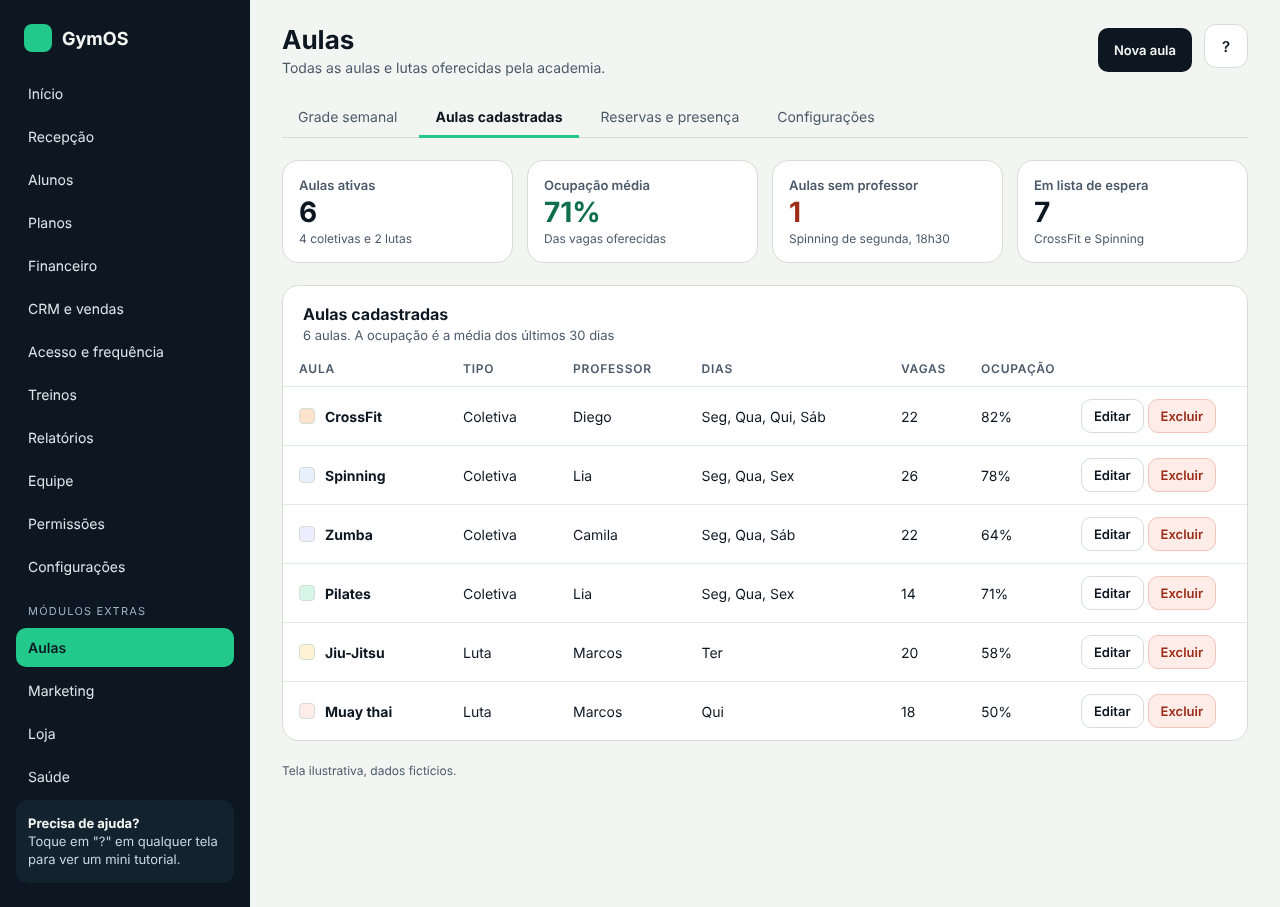 GymOS
Início
Recepção
Alunos
Planos
Financeiro
CRM e vendas
Acesso e frequência
Treinos
Relatórios
Equipe
Permissões
Configurações
MÓDULOS EXTRAS
Aulas
Marketing
Loja
Saúde
Precisa de ajuda?
Toque em "?" em qualquer tela
para ver um mini tutorial.
Aulas
Todas as aulas e lutas oferecidas pela academia.
Nova aula
?
Grade semanal Aulas cadastradas Reservas e presença Configurações
Aulas ativas
6
4 coletivas e 2 lutas
Ocupação média
71%
Das vagas oferecidas
Aulas sem professor
1
Spinning de segunda, 18h30
Em lista de espera
7
CrossFit e Spinning
Aulas cadastradas
6 aulas. A ocupação é a média dos últimos 30 dias
AULA TIPO PROFESSOR DIAS VAGAS OCUPAÇÃO
CrossFit Coletiva Diego Seg, Qua, Qui, Sáb 22 82% Editar Excluir
Spinning Coletiva Lia Seg, Qua, Sex 26 78% Editar Excluir
Zumba Coletiva Camila Seg, Qua, Sáb 22 64% Editar Excluir
Pilates Coletiva Lia Seg, Qua, Sex 14 71% Editar Excluir
Jiu-Jitsu Luta Marcos Ter 20 58% Editar Excluir
Muay thai Luta Marcos Qui 18 50% Editar Excluir
Tela ilustrativa, dados fictícios.